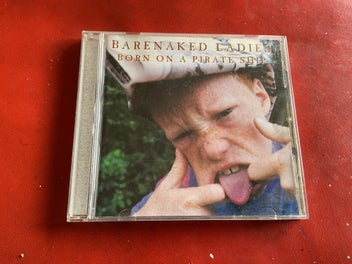 BARENAKED LADIES
BORN ON A PIRATE SHIP